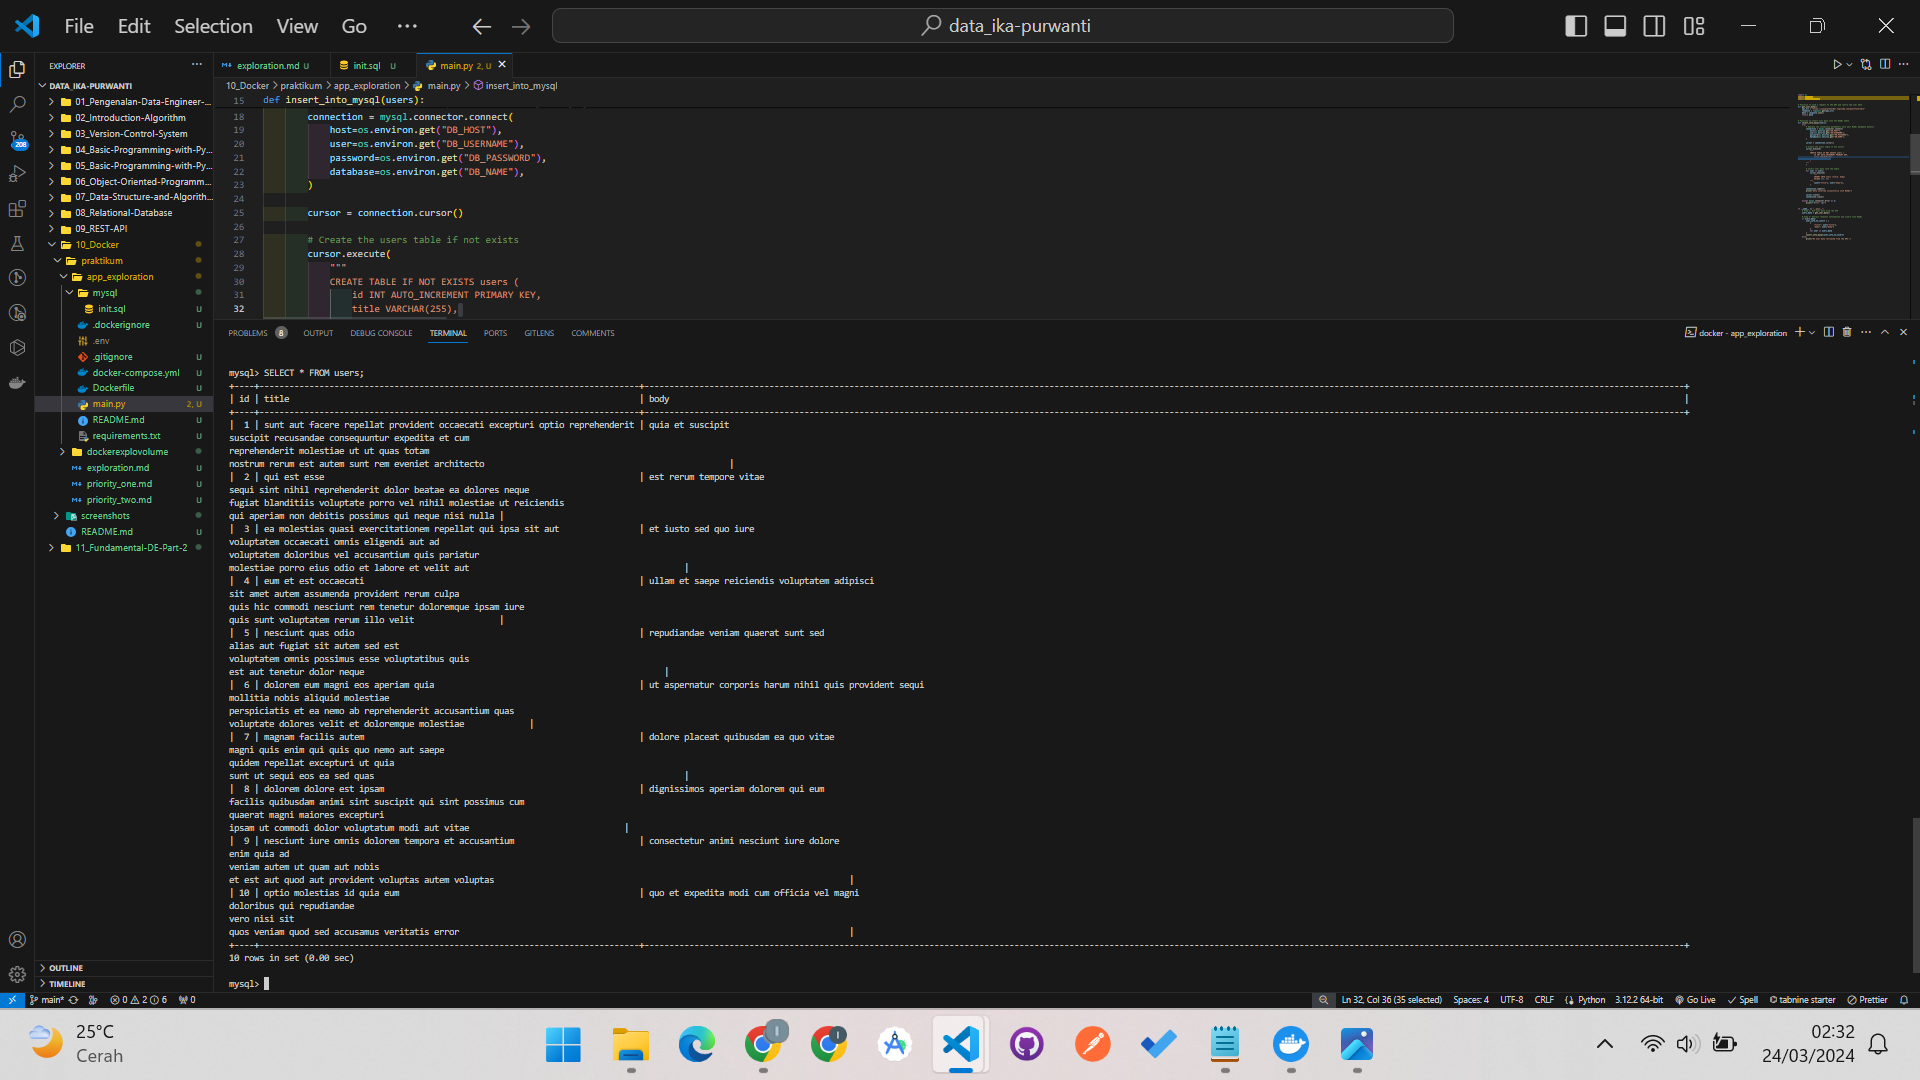 File Edit Selection View Go ···
data_ika-purwanti
EXPLORER ···
DATA_IKA-PURWANTI
01_Pengenalan-Data-Engineer-...
02_Introduction-Algorithm
03_Version-Control-System
04_Basic-Programming-with-Py...
05_Basic-Programming-with-Py...
06_Object-Oriented-Programm...
07_Data-Structure-and-Algorith...
08_Relational-Database
09_REST-API
10_Docker
praktikum
app_exploration
mysql
init.sql U
.dockerignore U
.env
.gitignore U
docker-compose.yml U
Dockerfile U
main.py 2, U
README.md U
requirements.txt U
dockerexplovolume
exploration.md U
priority_one.md U
priority_two.md U
screenshots
README.md U
11_Fundamental-DE-Part-2
OUTLINE
TIMELINE
208
exploration.md U init.sql U main.py 2, U
10_Docker > praktikum > app_exploration > main.py > insert_into_mysql
15 def insert_into_mysql(users):
18 connection = mysql.connector.connect(
19 host=os.environ.get("DB_HOST"),
20 user=os.environ.get("DB_USERNAME"),
21 password=os.environ.get("DB_PASSWORD"),
22 database=os.environ.get("DB_NAME"),
23 )
24
25 cursor = connection.cursor()
26
27 # Create the users table if not exists
28 cursor.execute(
29 """
30 CREATE TABLE IF NOT EXISTS users (
31 id INT AUTO_INCREMENT PRIMARY KEY,
32 title VARCHAR(255),
PROBLEMS 8 OUTPUT DEBUG CONSOLE TERMINAL PORTS GITLENS COMMENTS
docker - app_exploration
mysql> SELECT * FROM users;
| id | title | body |
| 1 | sunt aut facere repellat provident occaecati excepturi optio reprehenderit | quia et suscipit
suscipit recusandae consequuntur expedita et cum
reprehenderit molestiae ut ut quas totam
nostrum rerum est autem sunt rem eveniet architecto |
| 2 | qui est esse | est rerum tempore vitae
sequi sint nihil reprehenderit dolor beatae ea dolores neque
fugiat blanditiis voluptate porro vel nihil molestiae ut reiciendis
qui aperiam non debitis possimus qui neque nisi nulla |
| 3 | ea molestias quasi exercitationem repellat qui ipsa sit aut | et iusto sed quo iure
voluptatem occaecati omnis eligendi aut ad
voluptatem doloribus vel accusantium quis pariatur
molestiae porro eius odio et labore et velit aut |
| 4 | eum et est occaecati | ullam et saepe reiciendis voluptatem adipisci
sit amet autem assumenda provident rerum culpa
quis hic commodi nesciunt rem tenetur doloremque ipsam iure
quis sunt voluptatem rerum illo velit |
| 5 | nesciunt quas odio | repudiandae veniam quaerat sunt sed
alias aut fugiat sit autem sed est
voluptatem omnis possimus esse voluptatibus quis
est aut tenetur dolor neque |
| 6 | dolorem eum magni eos aperiam quia | ut aspernatur corporis harum nihil quis provident sequi
mollitia nobis aliquid molestiae
perspiciatis et ea nemo ab reprehenderit accusantium quas
voluptate dolores velit et doloremque molestiae |
| 7 | magnam facilis autem | dolore placeat quibusdam ea quo vitae
magni quis enim qui quis quo nemo aut saepe
quidem repellat excepturi ut quia
sunt ut sequi eos ea sed quas |
| 8 | dolorem dolore est ipsam | dignissimos aperiam dolorem qui eum
facilis quibusdam animi sint suscipit qui sint possimus cum
quaerat magni maiores excepturi
ipsam ut commodi dolor voluptatum modi aut vitae |
| 9 | nesciunt iure omnis dolorem tempora et accusantium | consectetur animi nesciunt iure dolore
enim quia ad
veniam autem ut quam aut nobis
et est aut quod aut provident voluptas autem voluptas |
| 10 | optio molestias id quia eum | quo et expedita modi cum officia vel magni
doloribus qui repudiandae
vero nisi sit
quos veniam quod sed accusamus veritatis error |
10 rows in set (0.00 sec)
mysql>
main* 0 2 6 0 Ln 32, Col 36 (35 selected) Spaces: 4 UTF-8 CRLF Python 3.12.2 64-bit Go Live Spell tabnine starter Prettier
25°C
Cerah
02:32
24/03/2024